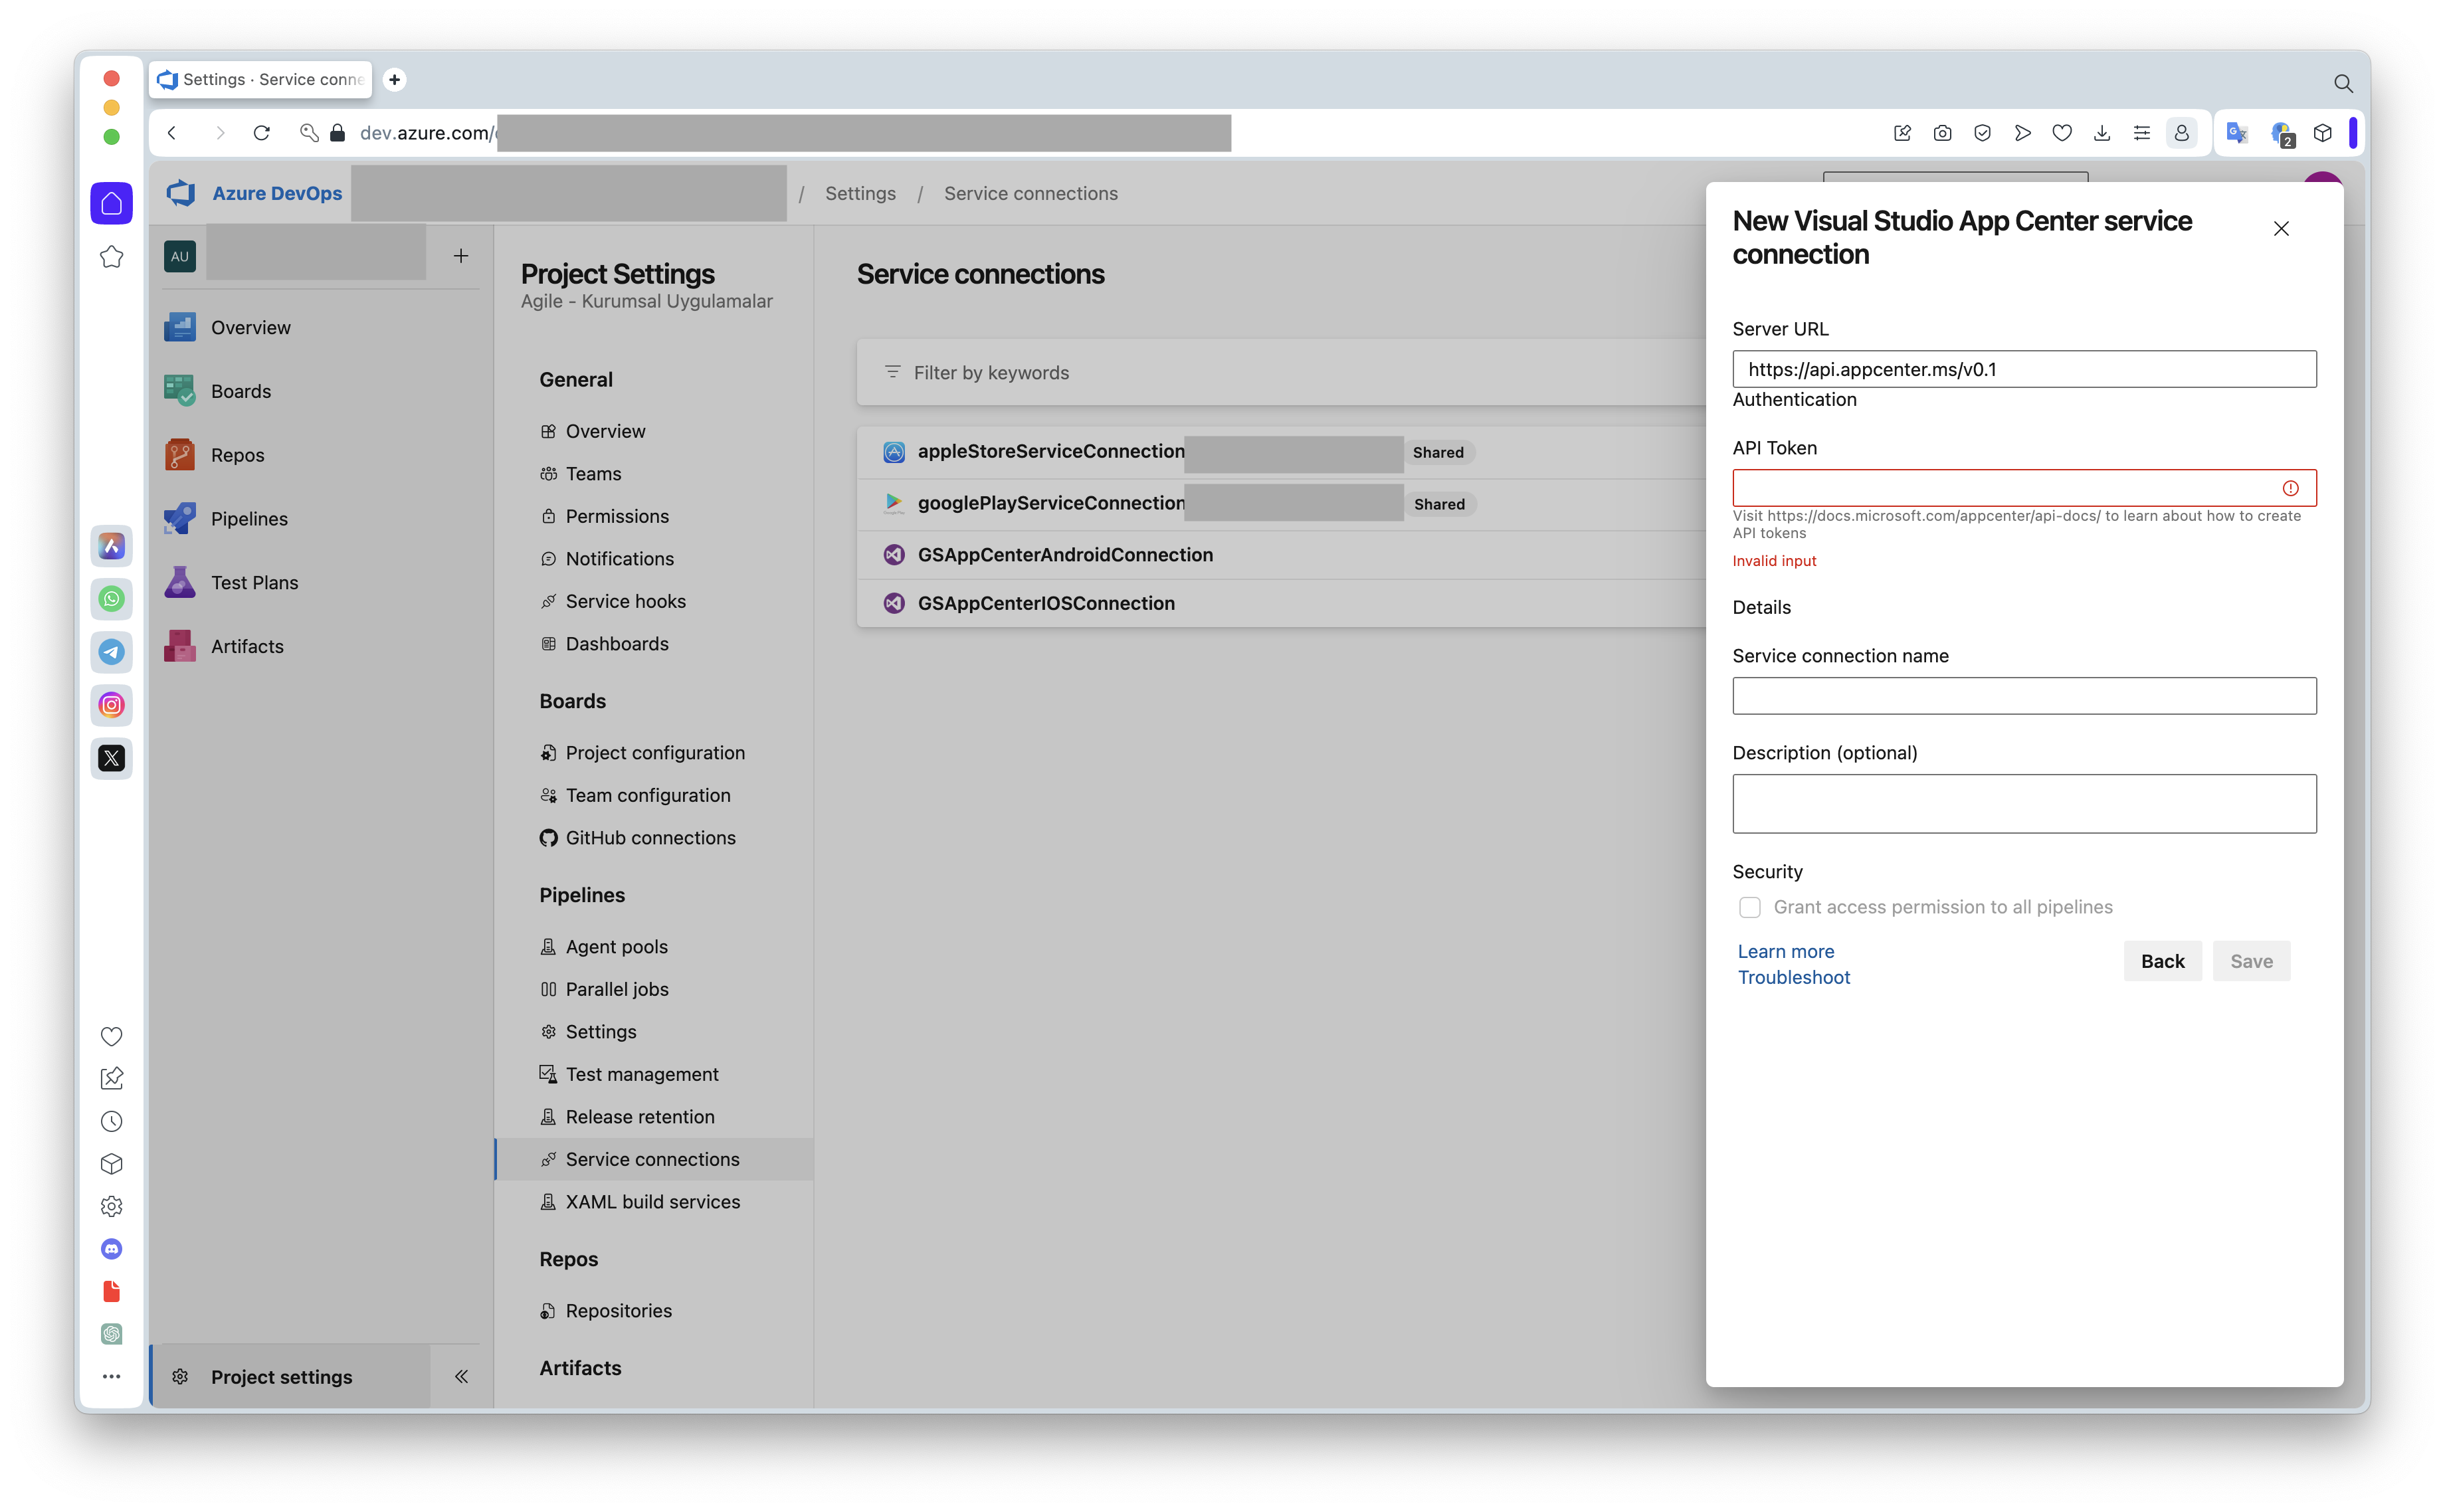 Settings · Service conne
dev.azure.com/
2
Azure DevOps / Settings / Service connections
AU
Overview
Boards
Repos
Pipelines
Test Plans
Artifacts
Project settings
Project Settings
Agile - Kurumsal Uygulamalar
General
Overview
Teams
Permissions
Notifications
Service hooks
Dashboards
Boards
Project configuration
Team configuration
GitHub connections
Pipelines
Agent pools
Parallel jobs
Settings
Test management
Release retention
Service connections
XAML build services
Repos
Repositories
Artifacts
Service connections
Filter by keywords
appleStoreServiceConnection Shared
googlePlayServiceConnection Shared
GSAppCenterAndroidConnection
GSAppCenterIOSConnection
New Visual Studio App Center service
connection
Server URL
https://api.appcenter.ms/v0.1
Authentication
API Token
Visit https://docs.microsoft.com/appcenter/api-docs/ to learn about how to create
API tokens
Invalid input
Details
Service connection name
Description (optional)
Security
Grant access permission to all pipelines
Learn more
Troubleshoot
Back
Save